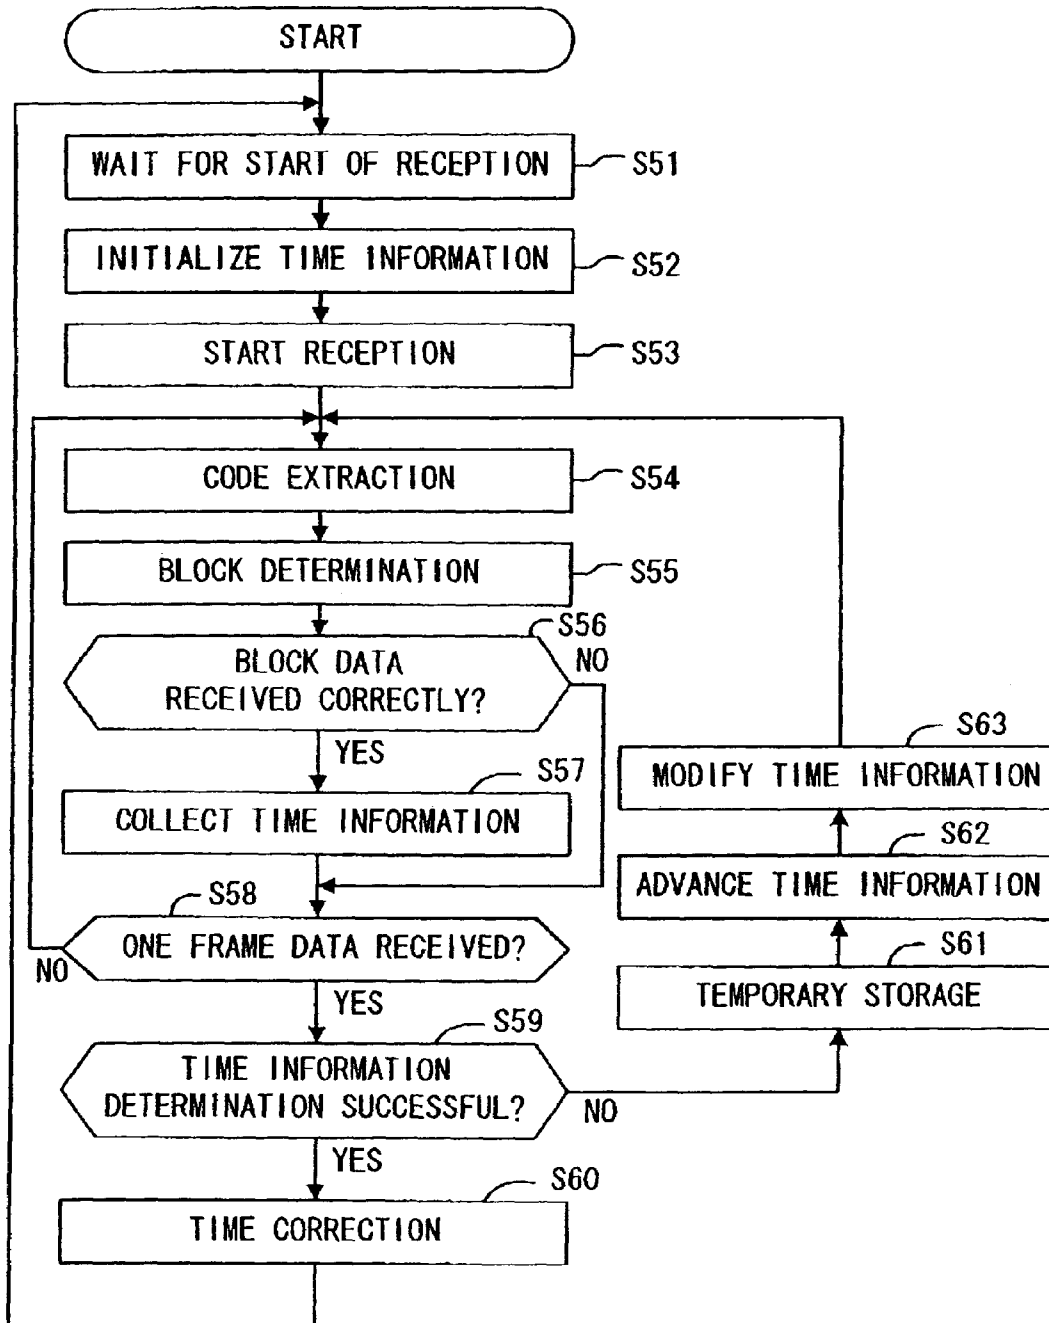 START
WAIT FOR START OF RECEPTION
S51
INITIALIZE TIME INFORMATION
S52
START RECEPTION
S53
CODE EXTRACTION
S54
BLOCK DETERMINATION
S55
S56
BLOCK DATA
RECEIVED CORRECTLY?
NO
YES
S57
COLLECT TIME INFORMATION
S58
ONE FRAME DATA RECEIVED?
NO
YES
S59
TIME INFORMATION
DETERMINATION SUCCESSFUL?
NO
YES
S60
TIME CORRECTION
S63
MODIFY TIME INFORMATION
S62
ADVANCE TIME INFORMATION
S61
TEMPORARY STORAGE